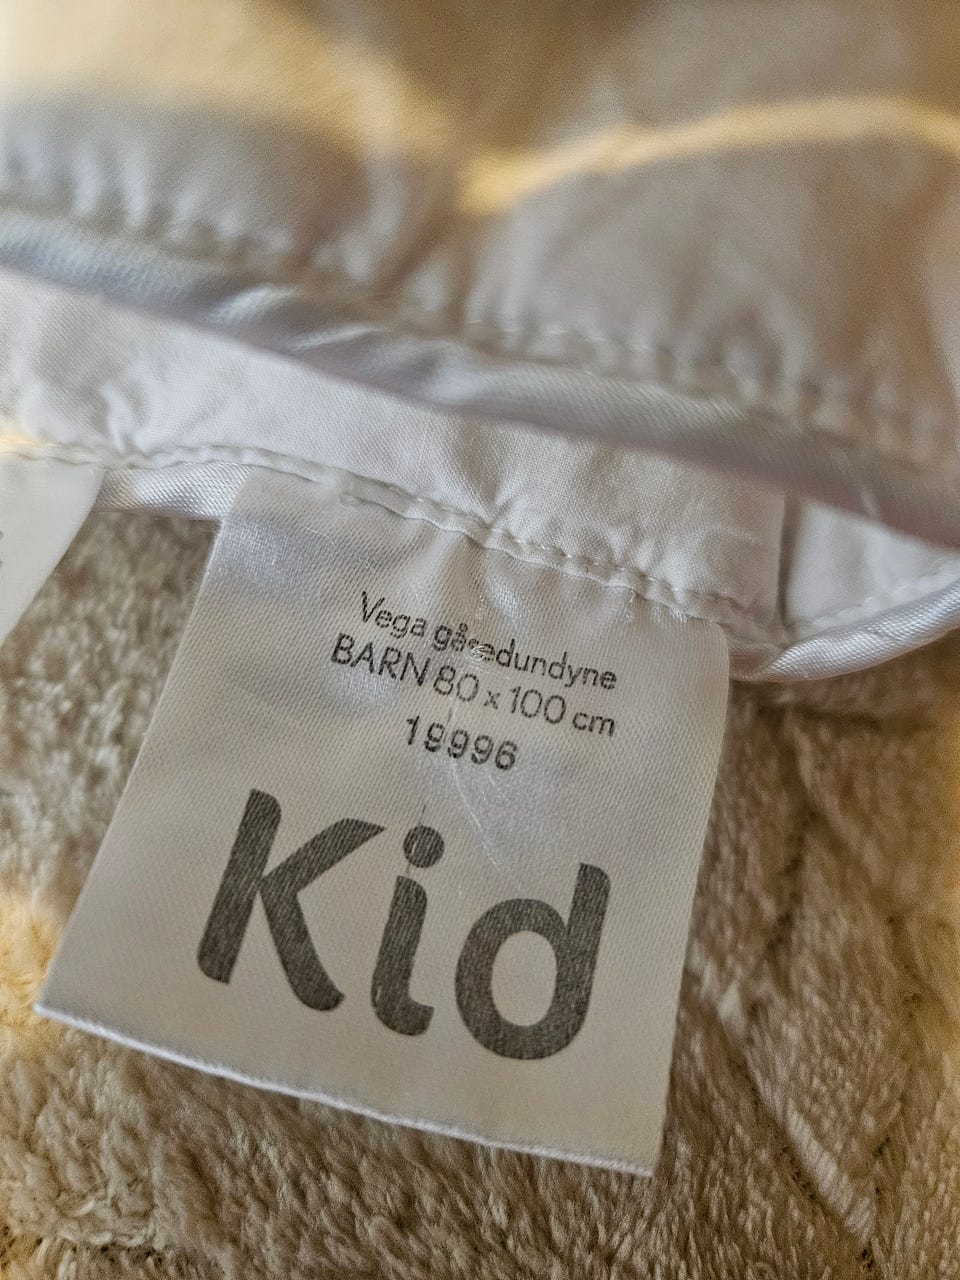 Vega gåsedundyne
BARN 80 x 100 cm
19996
Kid